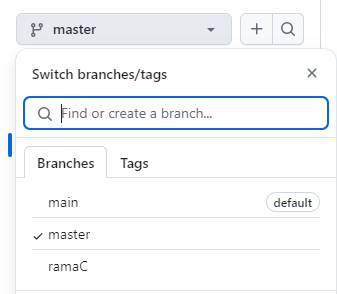 master
Switch branches/tags
Find or create a branch...
Branches Tags
main default
master
ramaC